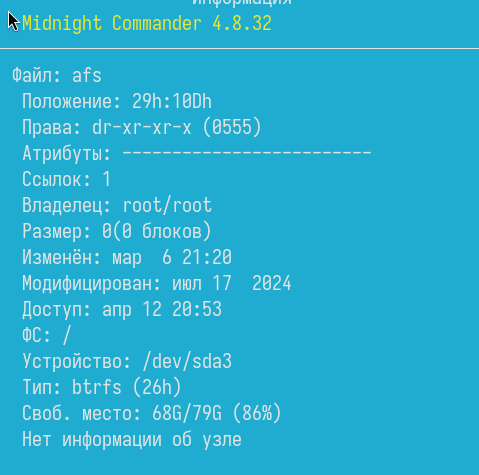 Информация
Midnight Commander 4.8.32
Файл: afs
Положение: 29h:10Dh
Права: dr-xr-xr-x (0555)
Атрибуты: -------------------------
Ссылок: 1
Владелец: root/root
Размер: 0(0 блоков)
Изменён: мар  6 21:20
Модифицирован: июл 17  2024
Доступ: апр 12 20:53
ФС: /
Устройство: /dev/sda3
Тип: btrfs (26h)
Своб. место: 68G/79G (86%)
Нет информации об узле